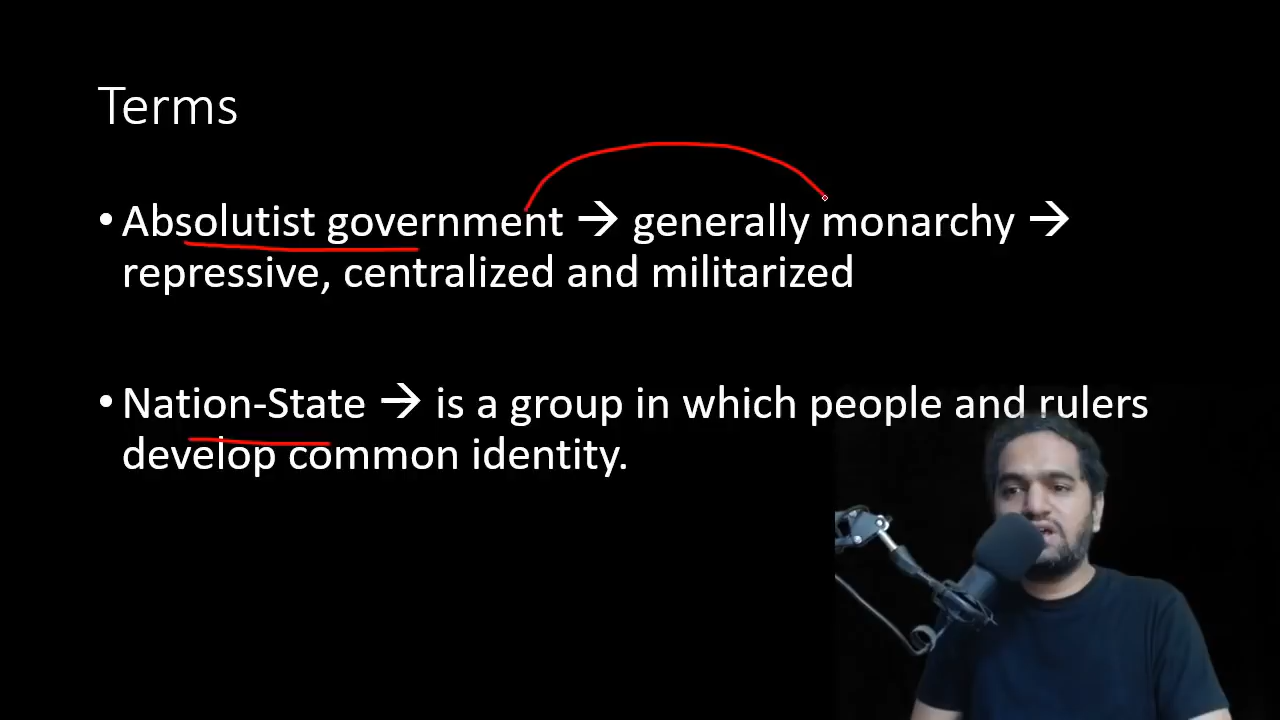 Terms
• Absolutist government → generally monarchy →
repressive, centralized and militarized
• Nation-State → is a group in which people and rulers
develop common identity.